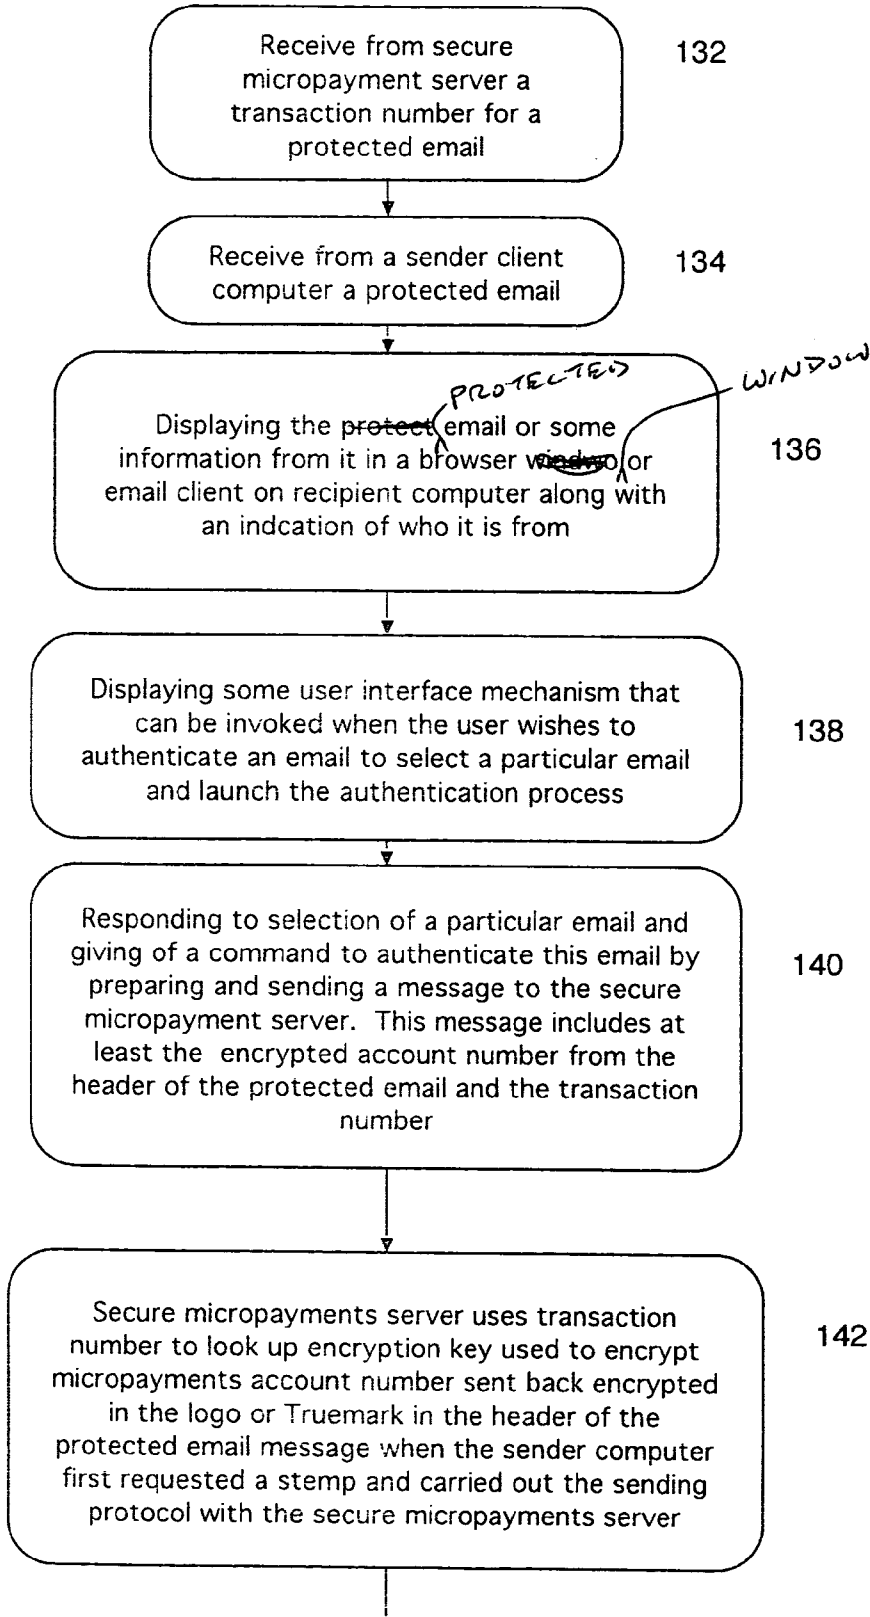 Receive from secure
micropayment server a
transaction number for a
protected email
132
Receive from a sender client
computer a protected email
134
PROTECTED
WINDOW
Displaying the protect email or some
information from it in a browser windwo or
email client on recipient computer along with
an indcation of who it is from
136
Displaying some user interface mechanism that
can be invoked when the user wishes to
authenticate an email to select a particular email
and launch the authentication process
138
Responding to selection of a particular email and
giving of a command to authenticate this email by
preparing and sending a message to the secure
micropayment server. This message includes at
least the encrypted account number from the
header of the protected email and the transaction
number
140
Secure micropayments server uses transaction
number to look up encryption key used to encrypt
micropayments account number sent back encrypted
in the logo or Truemark in the header of the
protected email message when the sender computer
first requested a stemp and carried out the sending
protocol with the secure micropayments server
142